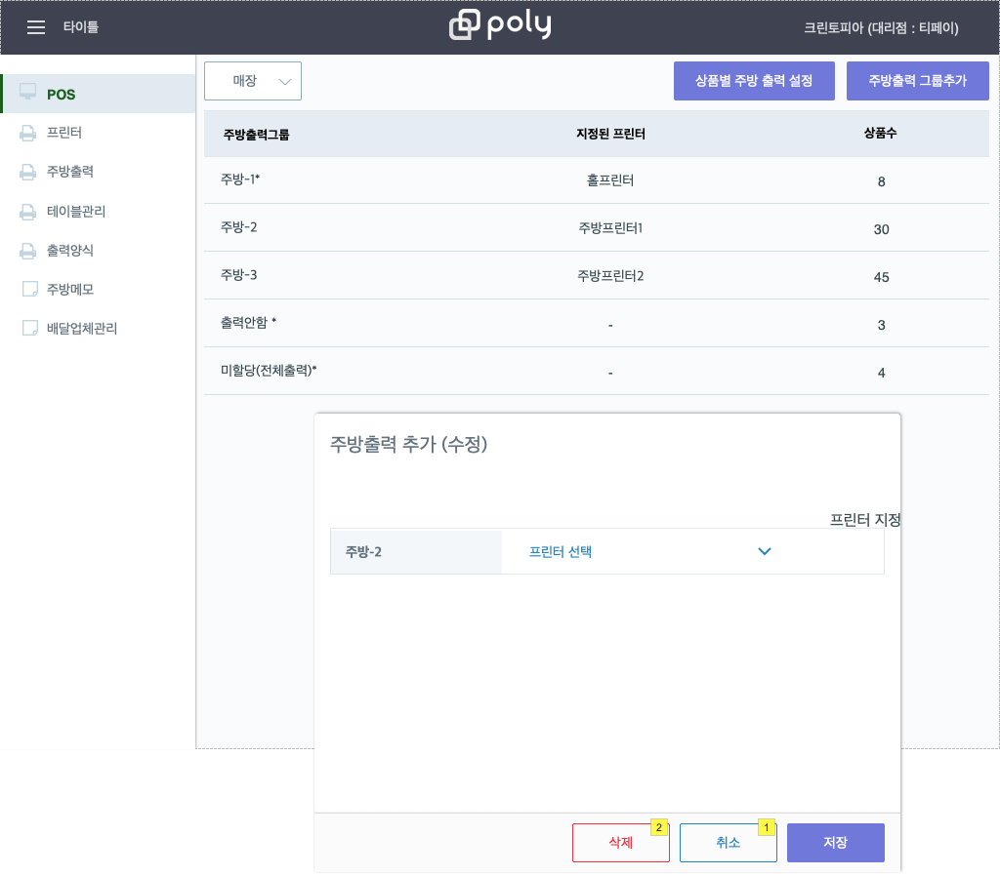 타이틀
poly
크린토피아 (대리점 : 티페이)
POS
프린터
주방출력
테이블관리
출력양식
주방메모
배달업체관리
매장
상품별 주방 출력 설정
주방출력 그룹추가
주방출력그룹 지정된 프린터 상품수
주방-1* 홀프린터 8
주방-2 주방프린터1 30
주방-3 주방프린터2 45
출력안함 * - 3
미할당(전체출력)* - 4
주방출력 추가 (수정)
프린터 지정
주방-2 프린터 선택
2
1
삭제 취소 저장